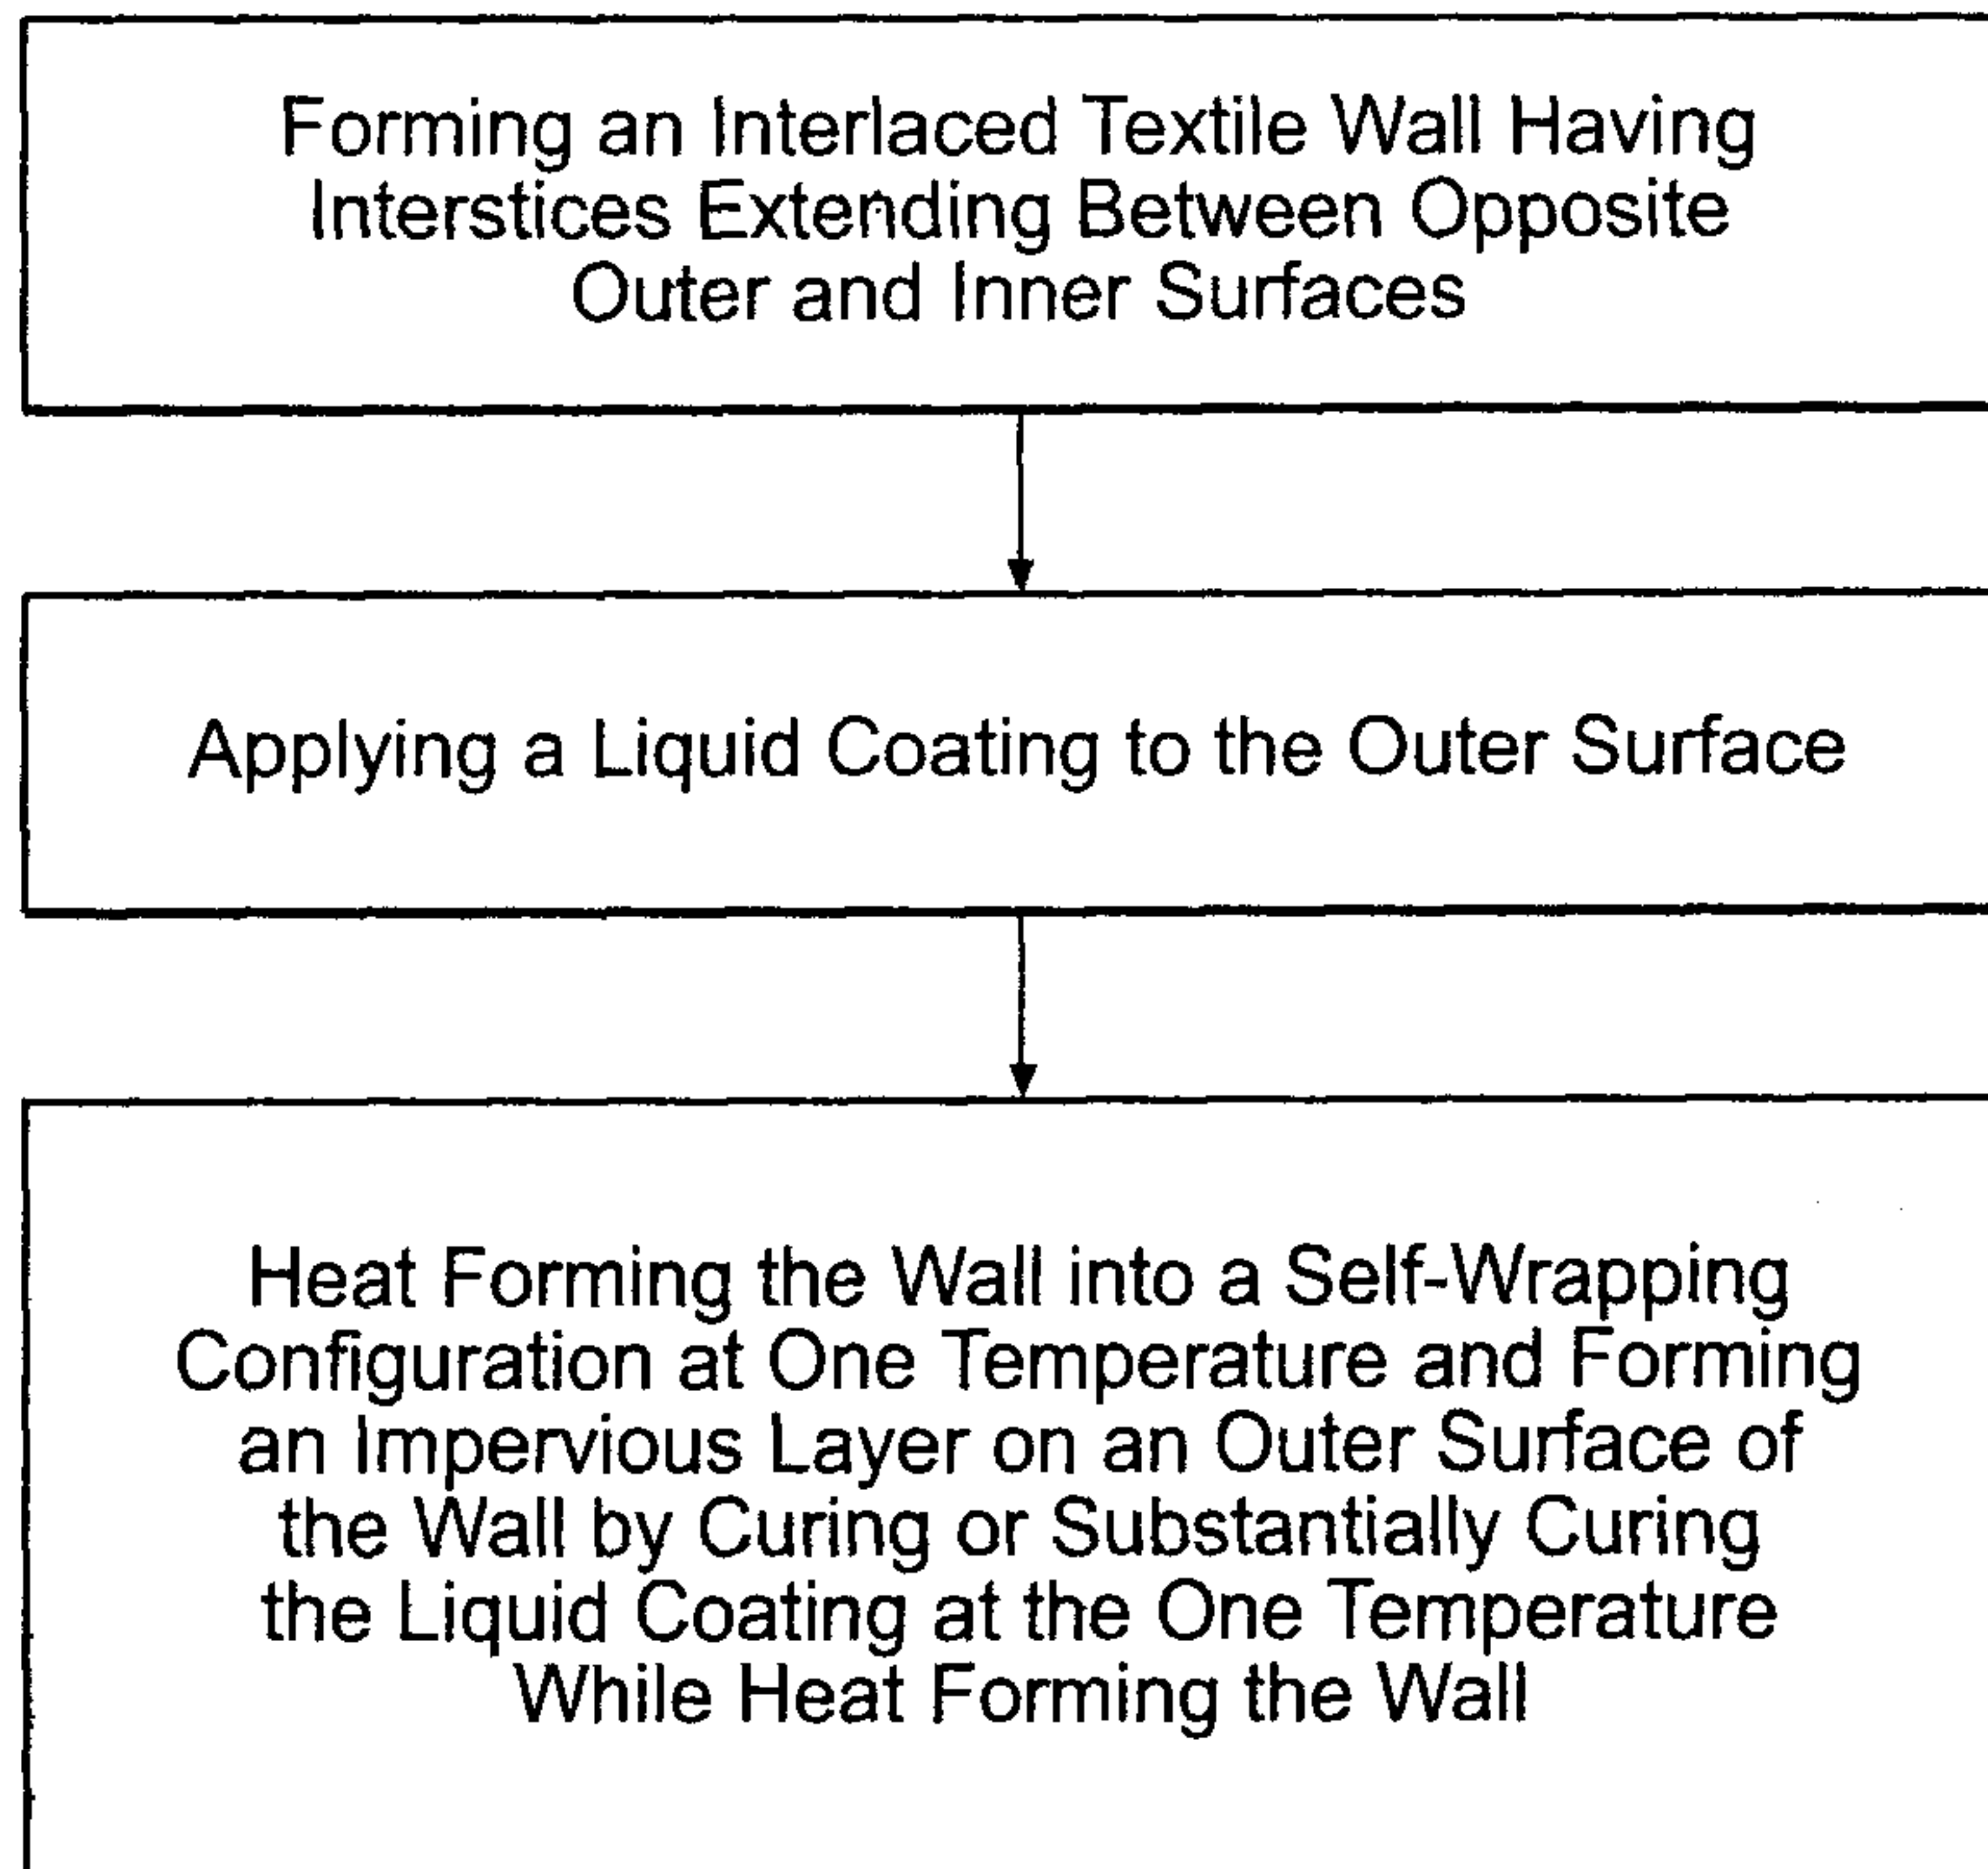 Forming an Interlaced Textile Wall Having
Interstices Extending Between Opposite
Outer and Inner Surfaces
Applying a Liquid Coating to the Outer Surface
Heat Forming the Wall into a Self-Wrapping
Configuration at One Temperature and Forming
an Impervious Layer on an Outer Surface of
the Wall by Curing or Substantially Curing
the Liquid Coating at the One Temperature
While Heat Forming the Wall